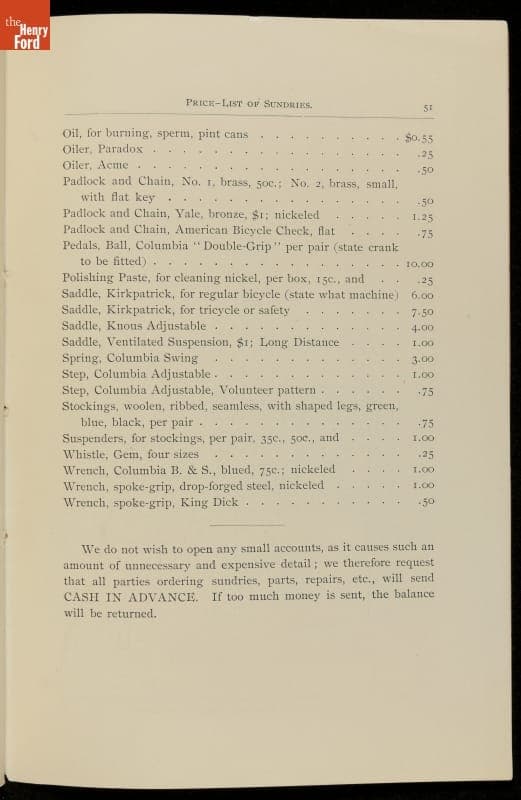 the
Henry
Ford
PRICE-LIST OF SUNDRIES.
51
Oil, for burning, sperm, pint cans . . . . . . . . . . $0.55
Oiler, Paradox . . . . . . . . . . . . . . . . . .25
Oiler, Acme . . . . . . . . . . . . . . . . . . .50
Padlock and Chain, No. 1, brass, 50c.; No. 2, brass, small,
with flat key . . . . . . . . . . . . . . . . .50
Padlock and Chain, Yale, bronze, $1; nickeled . . . . . 1.25
Padlock and Chain, American Bicycle Check, flat . . . . .75
Pedals, Ball, Columbia "Double-Grip" per pair (state crank
to be fitted) . . . . . . . . . . . . . . . . . 10.00
Polishing Paste, for cleaning nickel, per box, 15c., and . . .25
Saddle, Kirkpatrick, for regular bicycle (state what machine) 6.00
Saddle, Kirkpatrick, for tricycle or safety . . . . . . . 7.50
Saddle, Knous Adjustable . . . . . . . . . . . . . 4.00
Saddle, Ventilated Suspension, $1; Long Distance . . . . 1.00
Spring, Columbia Swing . . . . . . . . . . . . . 3.00
Step, Columbia Adjustable . . . . . . . . . . . . . 1.00
Step, Columbia Adjustable, Volunteer pattern . . . . . . .75
Stockings, woolen, ribbed, seamless, with shaped legs, green,
blue, black, per pair . . . . . . . . . . . . . . .75
Suspenders, for stockings, per pair, 35c., 50c., and . . . . 1.00
Whistle, Gem, four sizes . . . . . . . . . . . . . .25
Wrench, Columbia B. & S., blued, 75c.; nickeled . . . . 1.00
Wrench, spoke-grip, drop-forged steel, nickeled . . . . . 1.00
Wrench, spoke-grip, King Dick . . . . . . . . . . . .50
We do not wish to open any small accounts, as it causes such an
amount of unnecessary and expensive detail; we therefore request
that all parties ordering sundries, parts, repairs, etc., will send
CASH IN ADVANCE. If too much money is sent, the balance
will be returned.